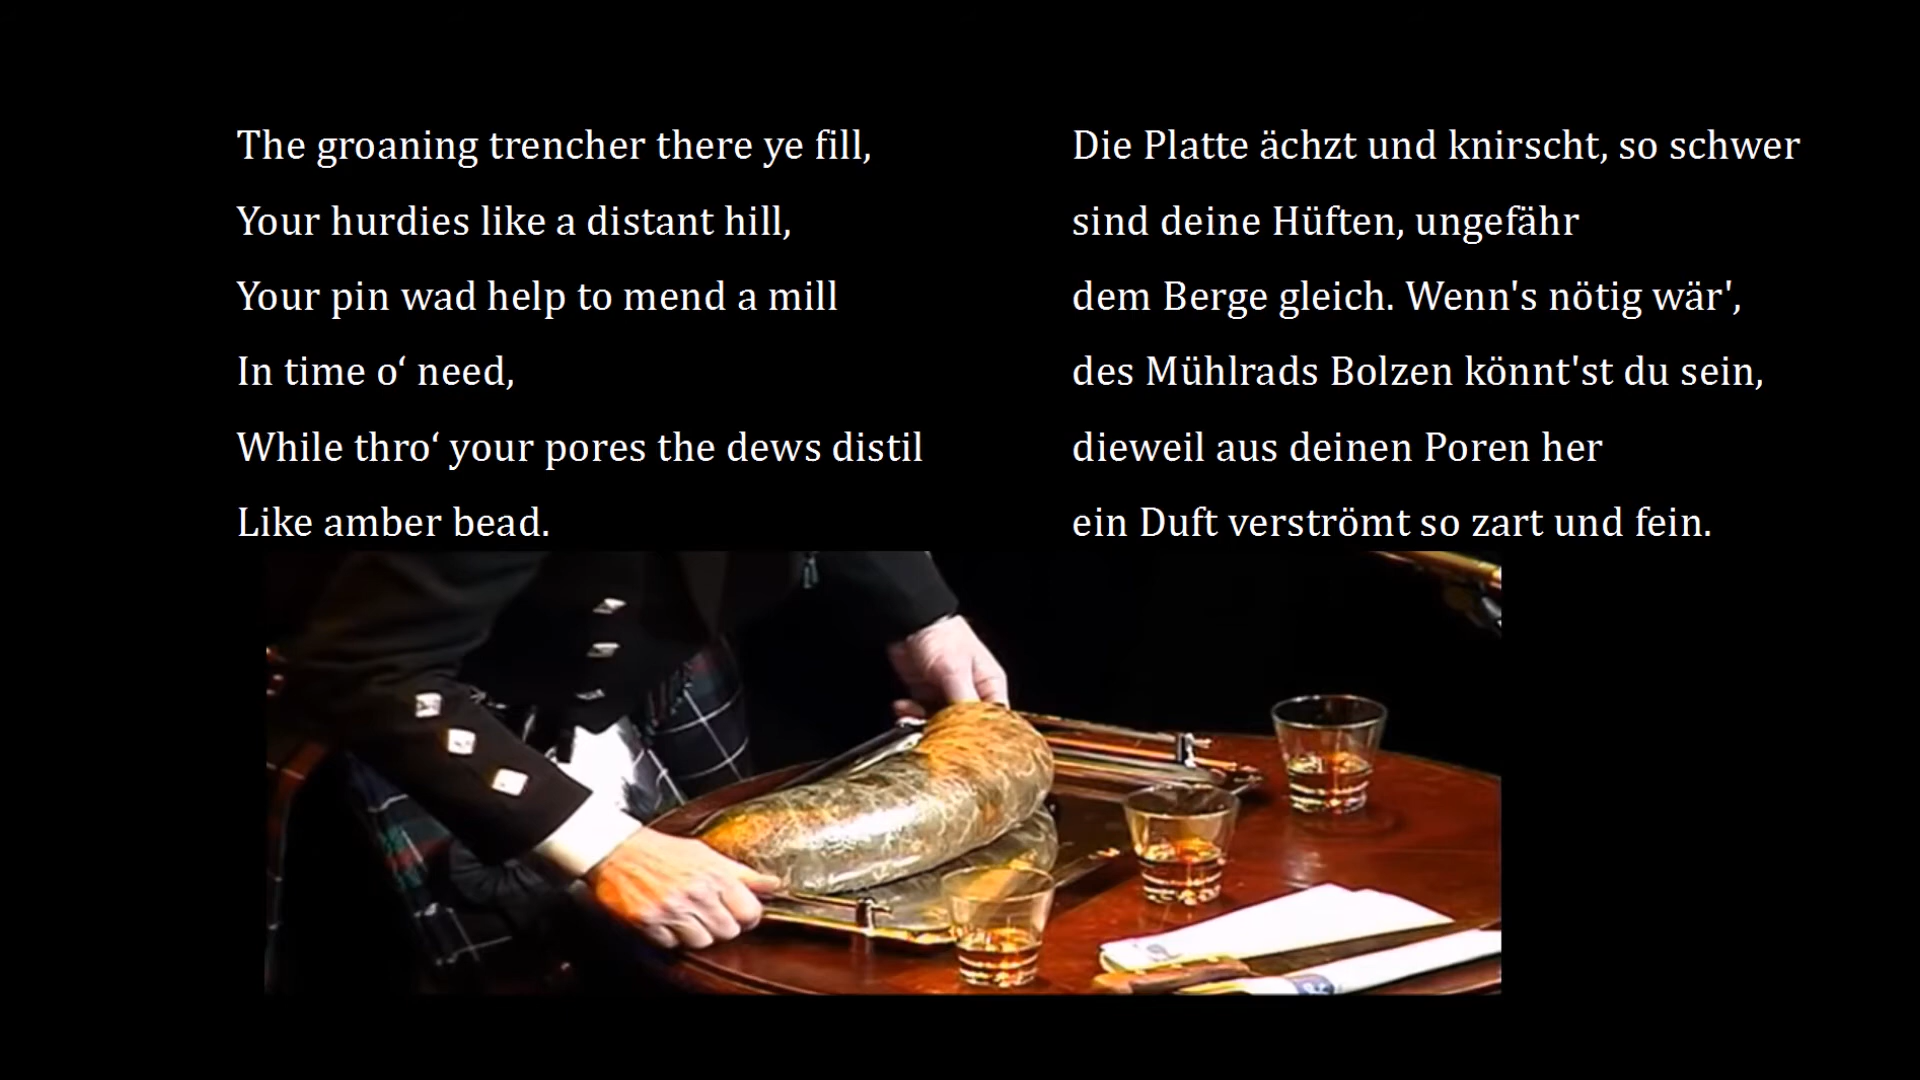 The groaning trencher there ye fill,
Your hurdies like a distant hill,
Your pin wad help to mend a mill
In time o‘ need,
While thro‘ your pores the dews distil
Like amber bead.
Die Platte ächzt und knirscht, so schwer
sind deine Hüften, ungefähr
dem Berge gleich. Wenn's nötig wär',
des Mühlrads Bolzen könnt'st du sein,
dieweil aus deinen Poren her
ein Duft verströmt so zart und fein.